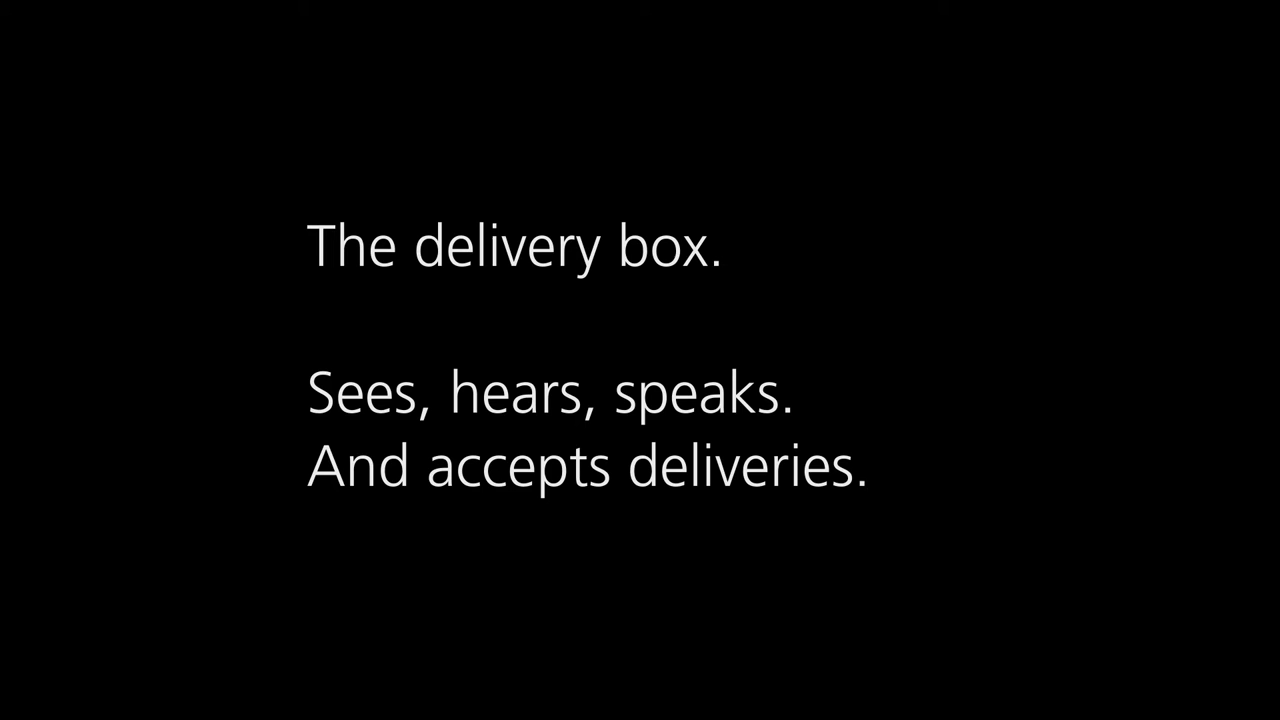 The delivery box.
Sees, hears, speaks.
And accepts deliveries.